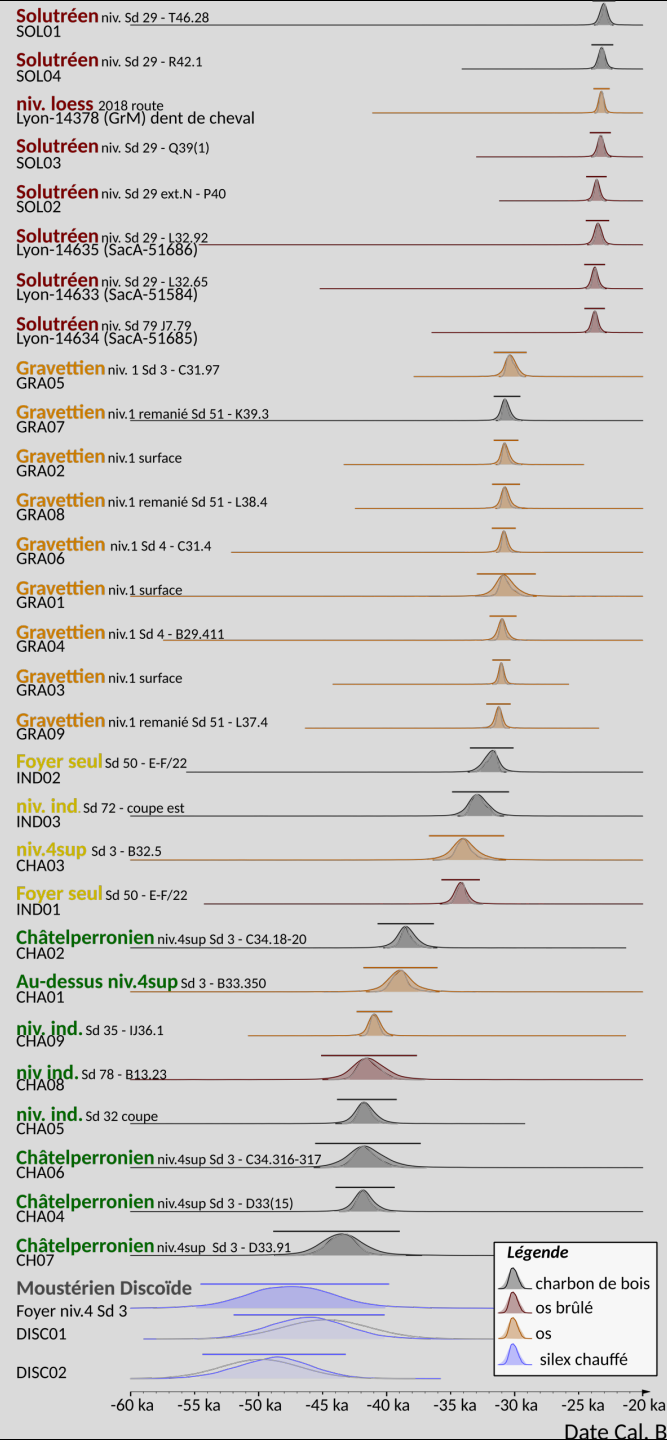 Solutréen niv. Sd 29 - T46.28
SOL01
Solutréen niv. Sd 29 - R42.1
SOL04
niv. loess 2018 route
Lyon-14378 (GrM) dent de cheval
Solutréen niv. Sd 29 - Q39(1)
SOL03
Solutréen niv. Sd 29 ext.N - P40
SOL02
Solutréen niv. Sd 29 - L32.92
Lyon-14635 (SacA-51686)
Solutréen niv. Sd 29 - L32.65
Lyon-14633 (SacA-51584)
Solutréen niv. Sd 79 J7.79
Lyon-14634 (SacA-51685)
Gravettien niv. 1 Sd 3 - C31.97
GRA05
Gravettien niv.1 remanié Sd 51 - K39.3
GRA07
Gravettien niv.1 surface
GRA02
Gravettien niv.1 remanié Sd 51 - L38.4
GRA08
Gravettien niv.1 Sd 4 - C31.4
GRA06
Gravettien niv.1 surface
GRA01
Gravettien niv.1 Sd 4 - B29.411
GRA04
Gravettien niv.1 surface
GRA03
Gravettien niv.1 remanié Sd 51 - L37.4
GRA09
Foyer seul Sd 50 - E-F/22
IND02
niv. ind. Sd 72 - coupe est
IND03
niv.4sup Sd 3 - B32.5
CHA03
Foyer seul Sd 50 - E-F/22
IND01
Châtelperronien niv.4sup Sd 3 - C34.18-20
CHA02
Au-dessus niv.4sup Sd 3 - B33.350
CHA01
niv. ind. Sd 35 - IJ36.1
CHA09
niv ind. Sd 78 - B13.23
CHA08
niv. ind. Sd 32 coupe
CHA05
Châtelperronien niv.4sup Sd 3 - C34.316-317
CHA06
Châtelperronien niv.4sup Sd 3 - D33(15)
CHA04
Châtelperronien niv.4sup Sd 3 - D33.91
CH07
Légende
charbon de bois
os brûlé
os
silex chauffé
Moustérien Discoïde
Foyer niv.4 Sd 3
DISC01
DISC02
-60 ka -55 ka -50 ka -45 ka -40 ka -35 ka -30 ka -25 ka -20 ka
Date Cal. B